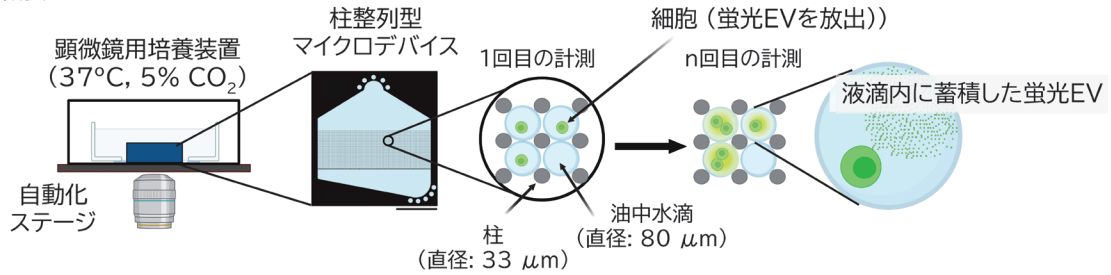 顕微鏡用培養装置
(37°C, 5% CO₂)
自動化
ステージ
柱整列型
マイクロデバイス
1回目の計測
柱
(直径: 33 μm)
細胞 (蛍光EVを放出))
油中水滴
(直径: 80 μm)
n回目の計測
液滴内に蓄積した蛍光EV